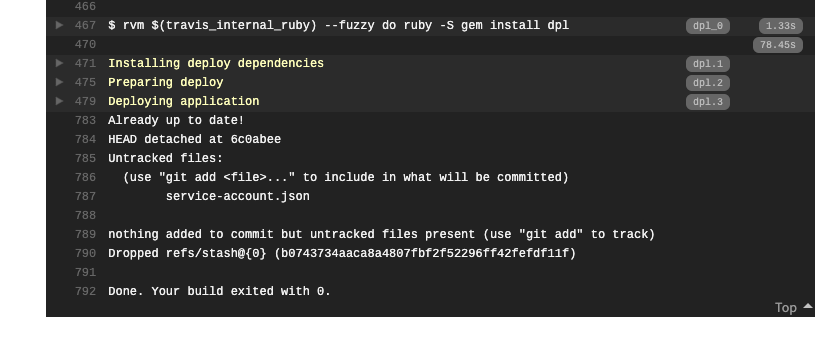 466
467 $ rvm $(travis_internal_ruby) --fuzzy do ruby -S gem install dpl dpl_0 1.33s
470 78.45s
471 Installing deploy dependencies dpl.1
475 Preparing deploy dpl.2
479 Deploying application dpl.3
783 Already up to date!
784 HEAD detached at 6c0abee
785 Untracked files:
786 (use "git add <file>..." to include in what will be committed)
787 service-account.json
788
789 nothing added to commit but untracked files present (use "git add" to track)
790 Dropped refs/stash@{0} (b0743734aaca8a4807fbf2f52296ff42fefdf11f)
791
792 Done. Your build exited with 0.
Top